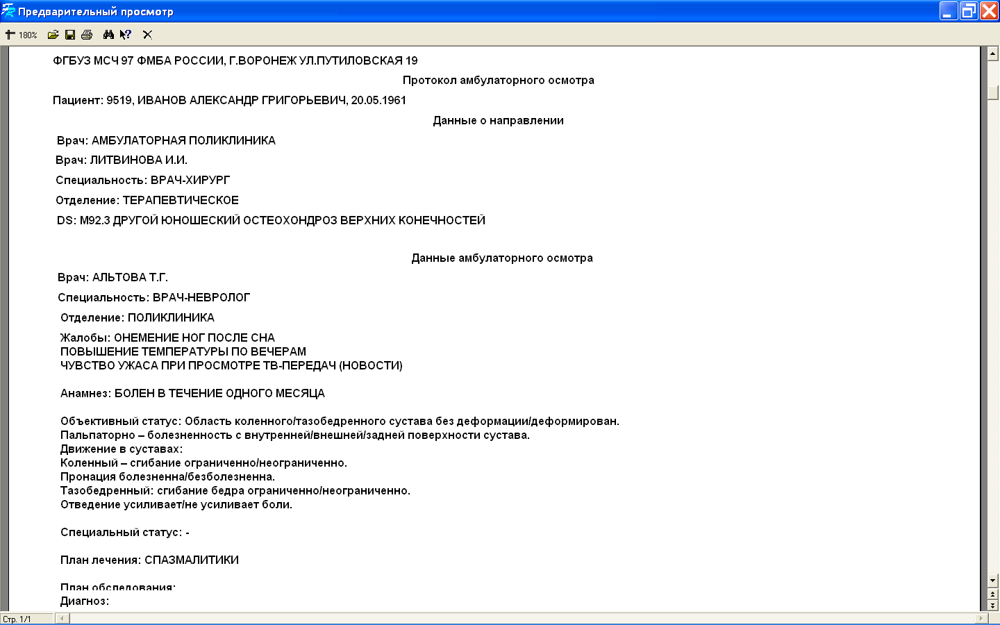 Предварительный просмотр
180%
ФГБУЗ МСЧ 97 ФМБА РОССИИ, Г.ВОРОНЕЖ УЛ.ПУТИЛОВСКАЯ 19
Протокол амбулаторного осмотра
Пациент: 9519, ИВАНОВ АЛЕКСАНДР ГРИГОРЬЕВИЧ, 20.05.1961
Данные о направлении
Врач: АМБУЛАТОРНАЯ ПОЛИКЛИНИКА
Врач: ЛИТВИНОВА И.И.
Специальность: ВРАЧ-ХИРУРГ
Отделение: ТЕРАПЕВТИЧЕСКОЕ
DS: M92.3 ДРУГОЙ ЮНОШЕСКИЙ ОСТЕОХОНДРОЗ ВЕРХНИХ КОНЕЧНОСТЕЙ
Данные амбулаторного осмотра
Врач: АЛЬТОВА Т.Г.
Специальность: ВРАЧ-НЕВРОЛОГ
Отделение: ПОЛИКЛИНИКА
Жалобы: ОНЕМЕНИЕ НОГ ПОСЛЕ СНА
ПОВЫШЕНИЕ ТЕМПЕРАТУРЫ ПО ВЕЧЕРАМ
ЧУВСТВО УЖАСА ПРИ ПРОСМОТРЕ ТВ-ПЕРЕДАЧ (НОВОСТИ)
Анамнез: БОЛЕН В ТЕЧЕНИЕ ОДНОГО МЕСЯЦА
Объективный статус: Область коленного/тазобедренного сустава без деформации/деформирован.
Пальпаторно – болезненность с внутренней/внешней/задней поверхности сустава.
Движение в суставах:
Коленный – сгибание ограниченно/неограниченно.
Пронация болезненна/безболезненна.
Тазобедренный: сгибание бедра ограниченно/неограниченно.
Отведение усиливает/не усиливает боли.
Специальный статус: -
План лечения: СПАЗМАЛИТИКИ
План обследования:
Диагноз:
Стр. 1/1